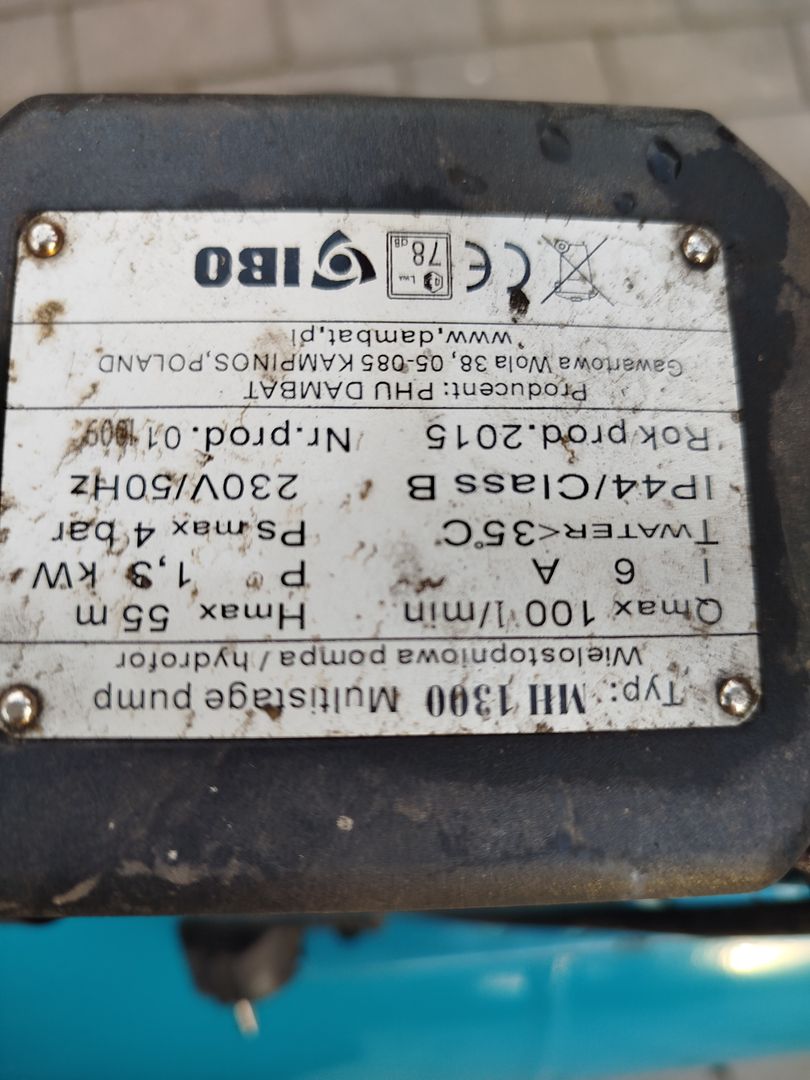 Typ: MH 1300 Multistage pump
Wielostopniowa pompa / hydrofor
Qmax 100 l/min Hmax 55 m
I 6 A P 1,3 kW
TWATER<35°C Ps max 4 bar
IP44/Class B 230V/50Hz
Rok prod.2015 Nr.prod.01
Producent: PHU DAMBAT
Gawartowa Wola 38, 05-085 KAMPINOS,POLAND
www.dambat.pl
CE LWA 78 dB IBO